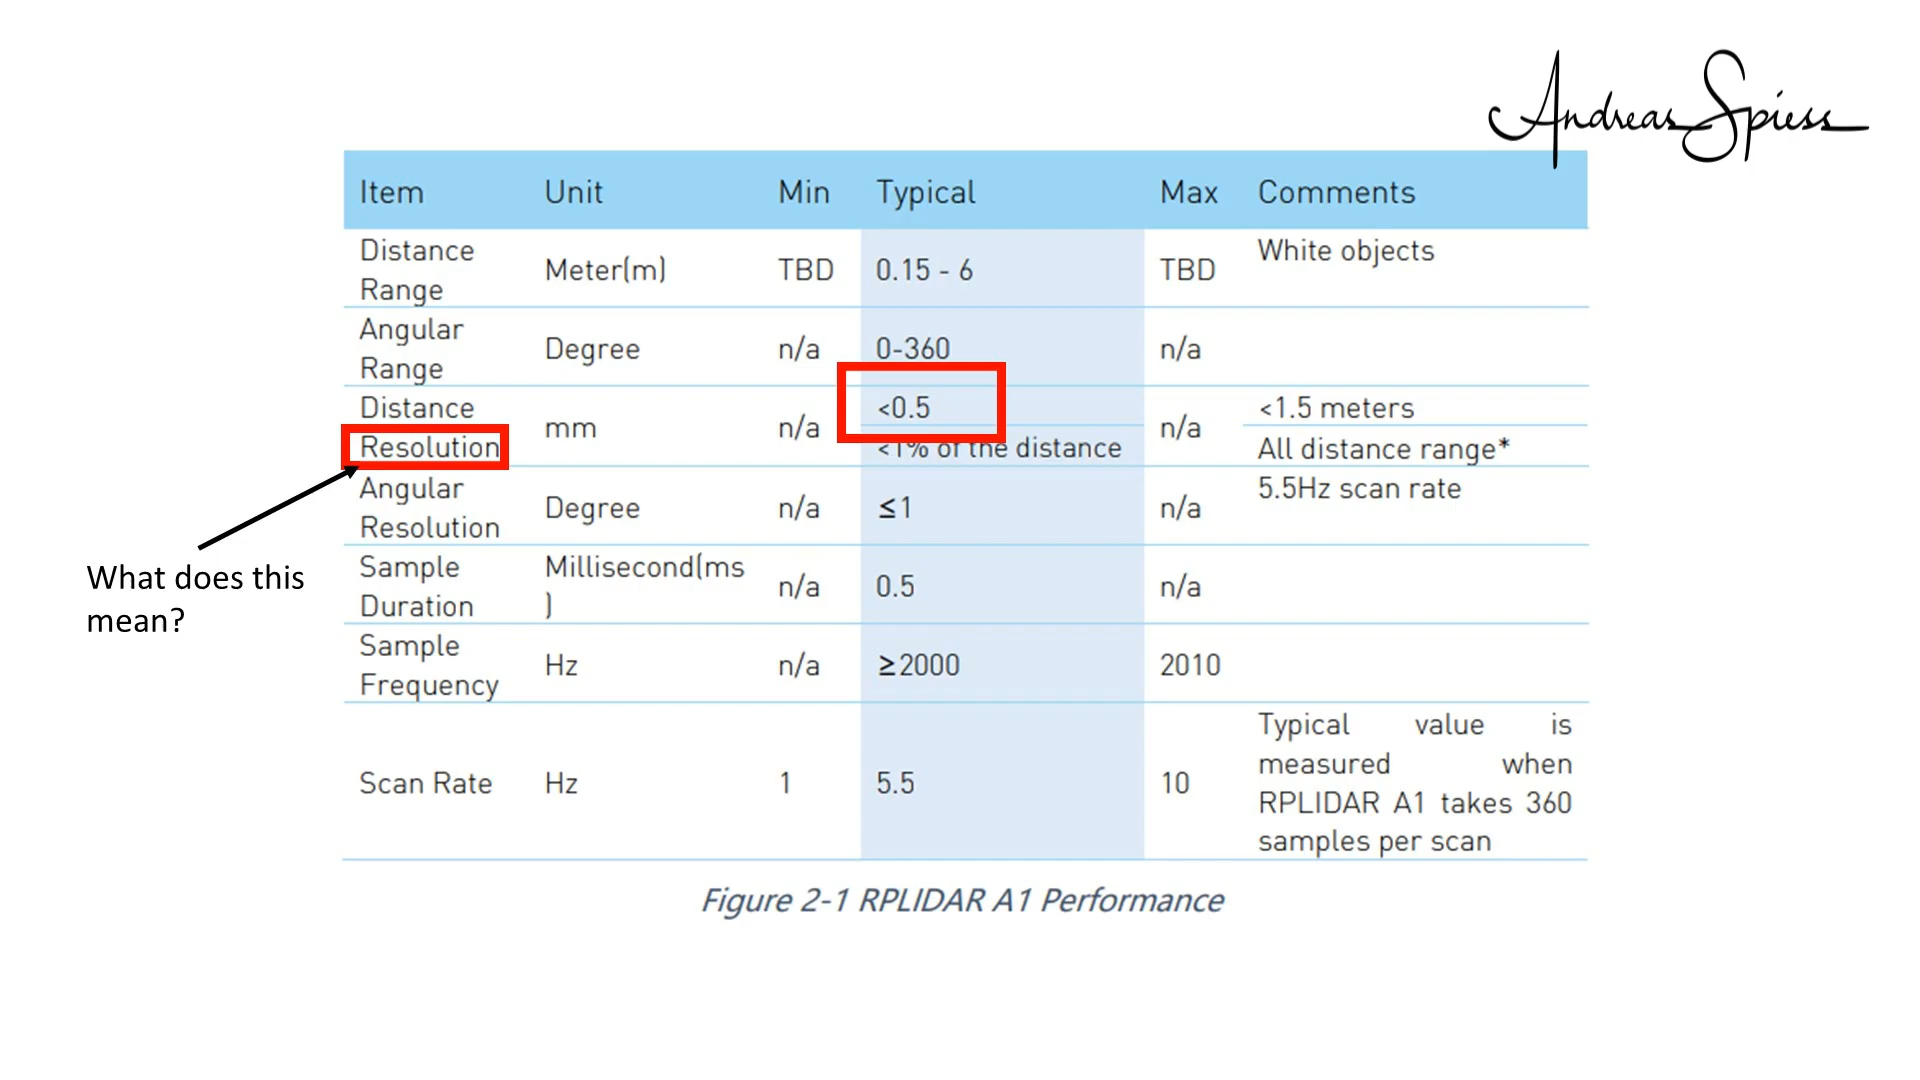 Andreas Spiess
Item Unit Min Typical Max Comments
Distance
Range
Meter(m) TBD 0.15 - 6 TBD White objects
Angular
Range
Degree n/a 0-360 n/a
Distance
Resolution
mm n/a <0.5 n/a <1.5 meters
<1% of the distance All distance range*
Angular
Resolution
Degree n/a ≤1 n/a 5.5Hz scan rate
Sample
Duration
Millisecond(ms
)
n/a 0.5 n/a
Sample
Frequency
Hz n/a ≥2000 2010
Scan Rate Hz 1 5.5 10
Typical value is
measured when
RPLIDAR A1 takes 360
samples per scan
What does this
mean?
Figure 2-1 RPLIDAR A1 Performance